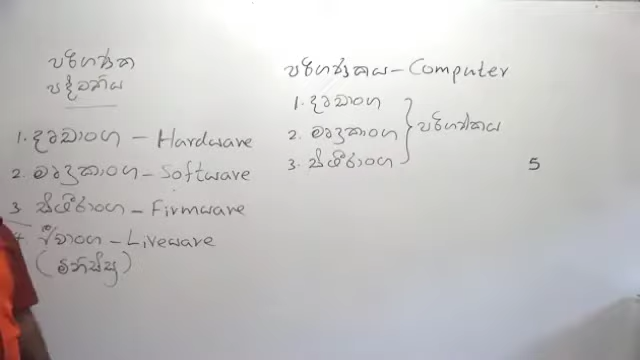 පරිගණක
පද්ධතිය
1. දෘඩාංග – Hardware
2. මෘදුකාංග – Software
3. ස්ථිරාංග – Firmware
4. ජීවාංග – Liveware
(මිනිස්සු)
පරිගණකය – Computer
1. දෘඩාංග
2. මෘදුකාංග
3. ස්ථිරාංග
පරිගණකය
5